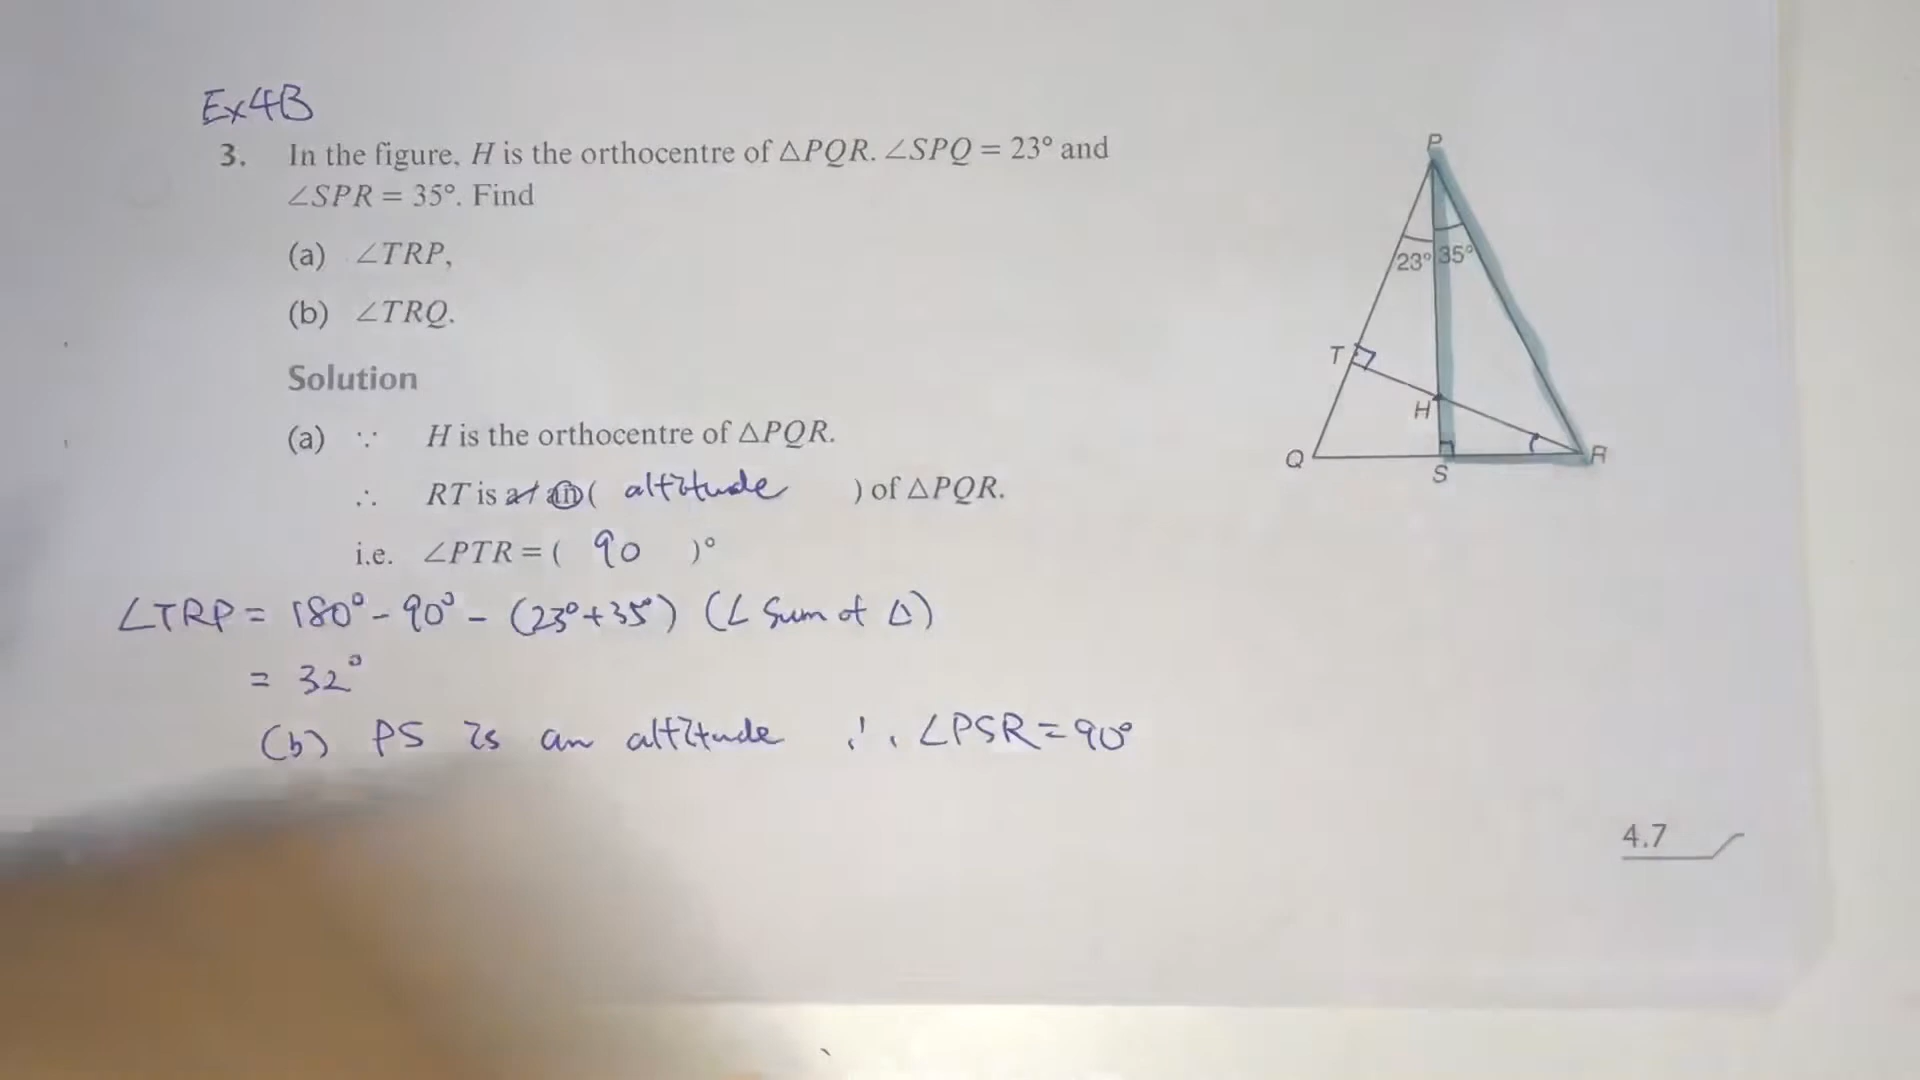 Ex4B
3. In the figure, H is the orthocentre of △PQR. ∠SPQ = 23° and
∠SPR = 35°. Find
(a) ∠TRP,
(b) ∠TRQ.
Solution
(a) ∵ H is the orthocentre of △PQR.
∴ RT is an ( altitude ) of △PQR.
i.e. ∠PTR = ( 90 )°
∠TRP = 180° - 90° - (23°+35°) (∠ sum of △)
= 32°
(b) PS is an altitude ∴ ∠PSR = 90°
P
23° 35°
T
H
Q
S
R
4.7